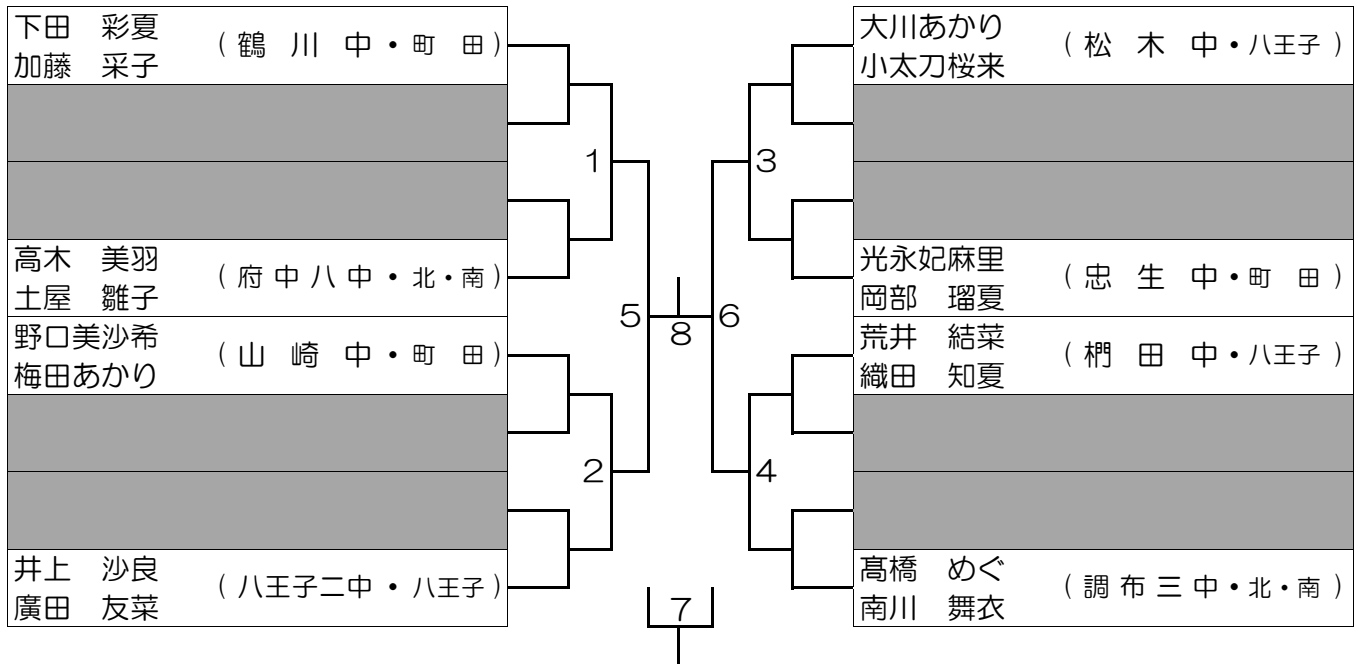 下田　彩夏
加藤　采子
（鶴川中・町田）
高木　美羽
土屋　雛子
（府中八中・北・南）
野口美沙希
梅田あかり
（山崎中・町田）
井上　沙良
廣田　友菜
（八王子二中・八王子）
1
2
5
8
7
6
3
4
大川あかり
小太刀桜来
（松木中・八王子）
光永妃麻里
岡部　瑠夏
（忠生中・町田）
荒井　結菜
織田　知夏
（椚田中・八王子）
髙橋　めぐ
南川　舞衣
（調布三中・北・南）